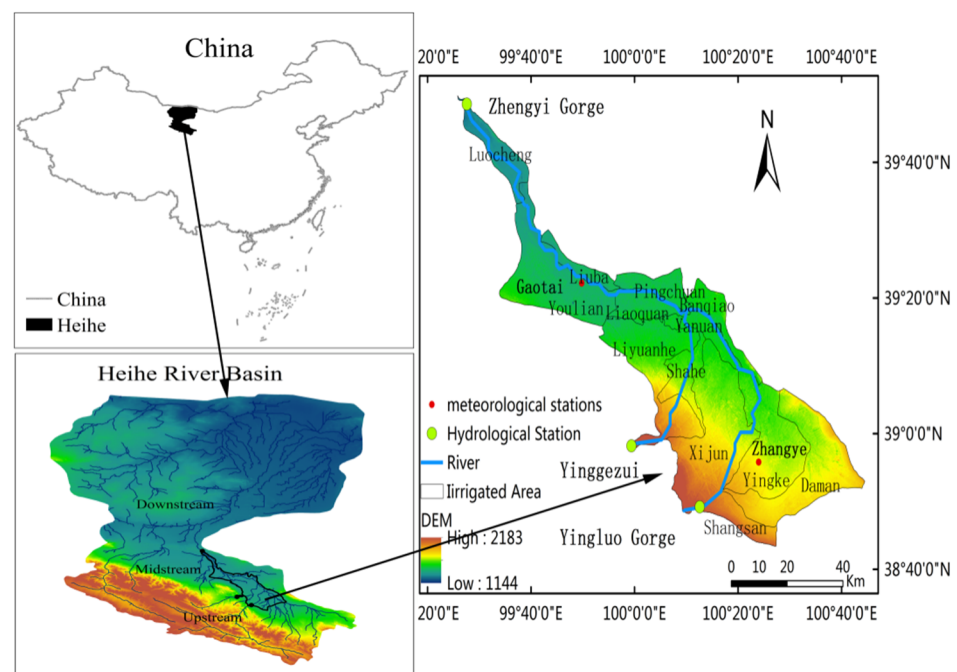 China
China
Heihe
Heihe River Basin
Downstream
Midstream
Upstream
20'0"E 99°40'0"E 100°0'0"E 100°20'0"E 100°40'0"E
Zhengyi Gorge
N
Luocheng
39°40'0"N
Liuba
Gaotai
Pingchuan
39°20'0"N
Youlian
Liaoquan
Banqiao
Yanuan
Liyuanhe
Shahe
meteorological stations
Hydrological Station
39°0'0"N
River
Xijun
Zhangye
Yinggezui
Yingke
Daman
Iirrigated Area
DEM
High : 2183
Yingluo Gorge
Shangsan
Low : 1144
0 10 20 40
Km
38°40'0"N
20'0"E 99°40'0"E 100°0'0"E 100°20'0"E 100°40'0"E